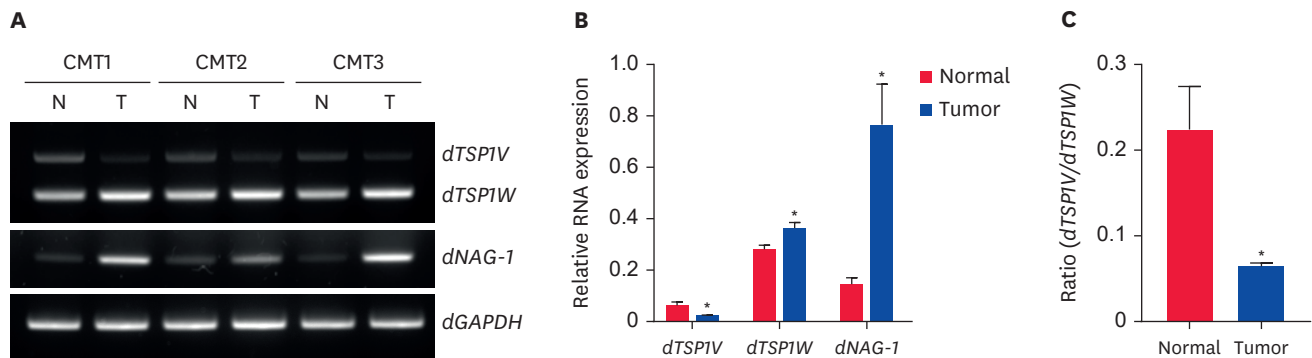 A
CMT1 CMT2 CMT3
N T N T N T
dTSP1V
dTSP1W
dNAG-1
dGAPDH
B
Relative RNA expression
1.0
0.8
0.6
0.4
0.2
0
*
*
*
dTSP1V dTSP1W dNAG-1
Normal
Tumor
C
Ratio (dTSP1V/dTSP1W)
0.3
0.2
0.1
0
*
Normal Tumor